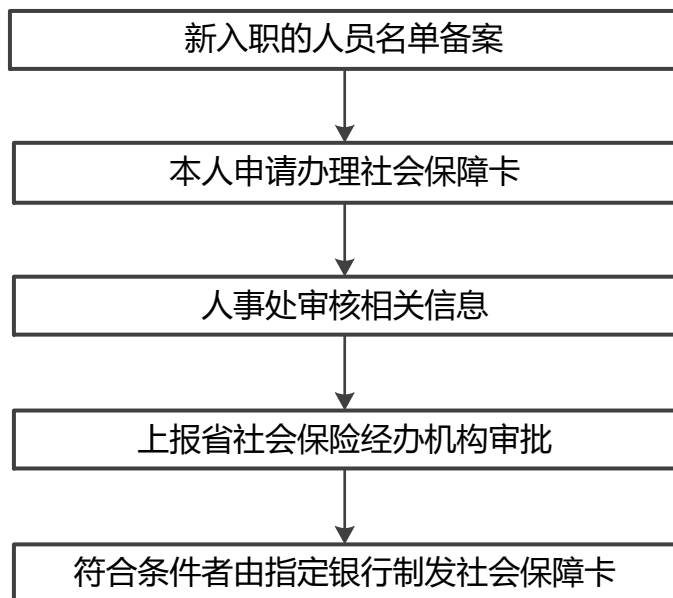 新入职的人员名单备案
本人申请办理社会保障卡
人事处审核相关信息
上报省社会保险经办机构审批
符合条件者由指定银行制发社会保障卡